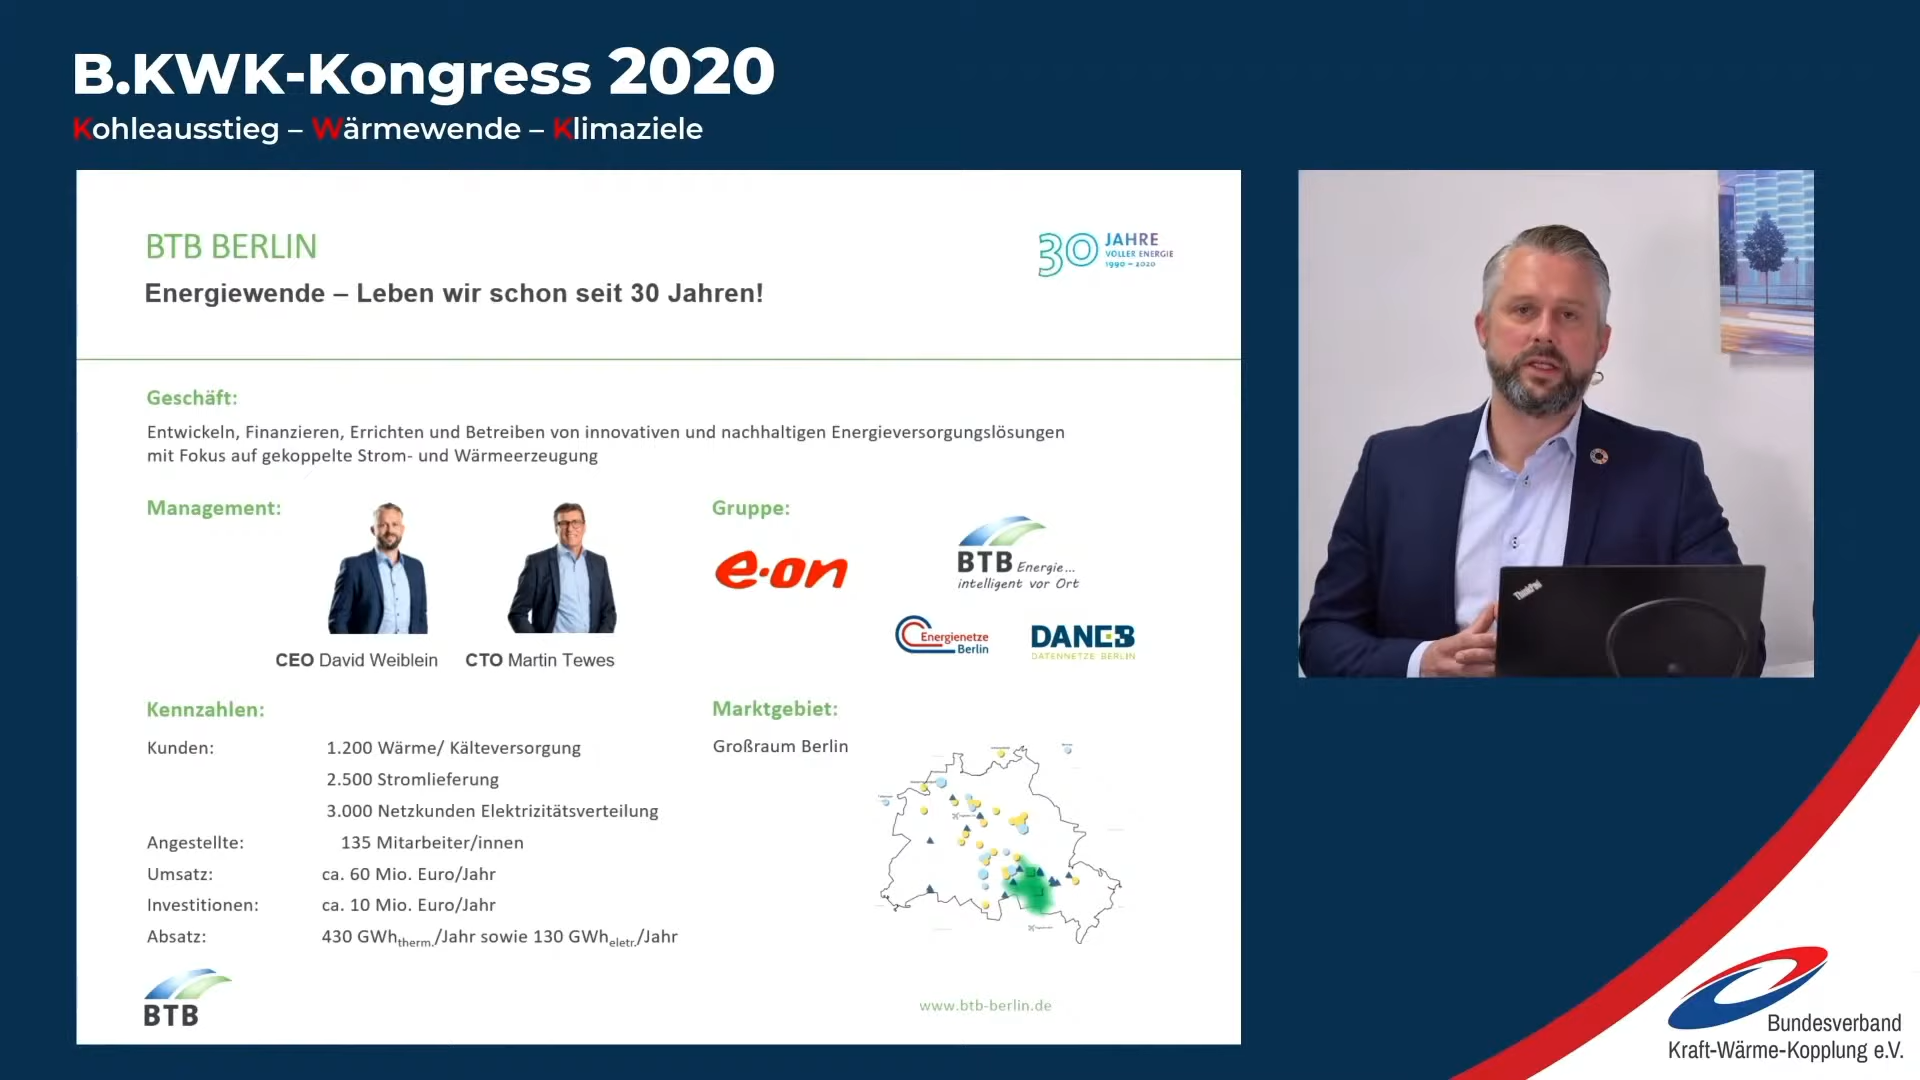 B.KWK-Kongress 2020
Kohleausstieg – Wärmewende – Klimaziele
BTB BERLIN
Energiewende – Leben wir schon seit 30 Jahren!
30 JAHRE
VOLLER ENERGIE
1990 – 2020
Geschäft:
Entwickeln, Finanzieren, Errichten und Betreiben von innovativen und nachhaltigen Energieversorgungslösungen
mit Fokus auf gekoppelte Strom- und Wärmeerzeugung
Management:
CEO David Weiblein
CTO Martin Tewes
Gruppe:
e·on
BTB Energie...
intelligent vor Ort
Energienetze
Berlin
DANEB
DATENNETZE BERLIN
Kennzahlen:
Kunden: 1.200 Wärme/ Kälteversorgung
2.500 Stromlieferung
3.000 Netzkunden Elektrizitätsverteilung
Angestellte: 135 Mitarbeiter/innen
Umsatz: ca. 60 Mio. Euro/Jahr
Investitionen: ca. 10 Mio. Euro/Jahr
Absatz: 430 GWhtherm./Jahr sowie 130 GWheletr./Jahr
Marktgebiet:
Großraum Berlin
BTB
www.btb-berlin.de
ThinkPad
Bundesverband
Kraft-Wärme-Kopplung e.V.